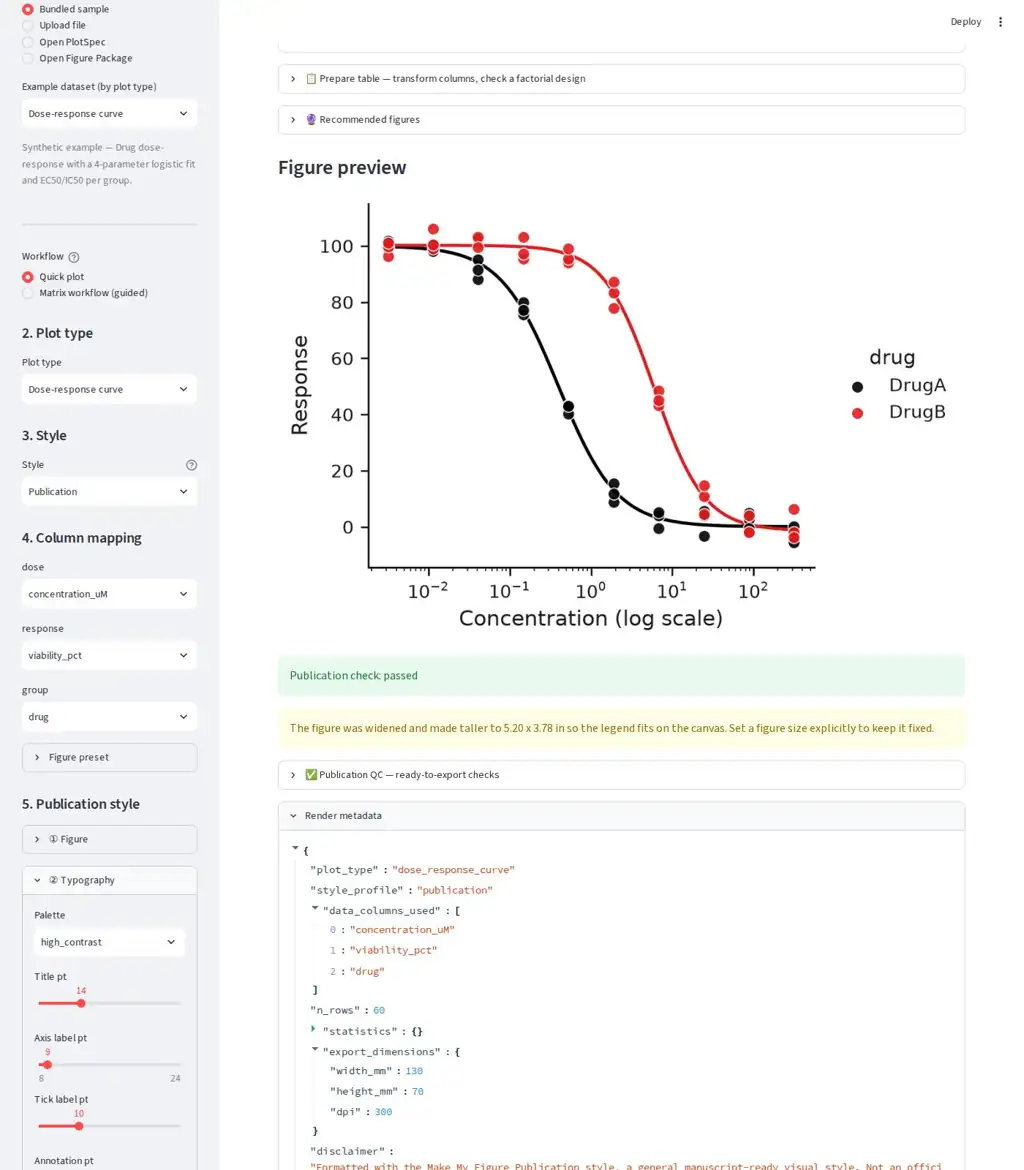 Bundled sample
Upload file
Open PlotSpec
Open Figure Package
Example dataset (by plot type)
Dose-response curve
Synthetic example — Drug dose-
response with a 4-parameter logistic fit
and EC50/IC50 per group.
Workflow
Quick plot
Matrix workflow (guided)
2. Plot type
Plot type
Dose-response curve
3. Style
Style
Publication
4. Column mapping
dose
concentration_uM
response
viability_pct
group
drug
Figure preset
5. Publication style
① Figure
② Typography
Palette
high_contrast
Title pt
14
Axis label pt
9
8 24
Tick label pt
10
Annotation pt
Deploy
Prepare table — transform columns, check a factorial design
Recommended figures
Figure preview
Response
100
80
60
40
20
0
10⁻² 10⁻¹ 10⁰ 10¹ 10²
Concentration (log scale)
drug
DrugA
DrugB
Publication check: passed
The figure was widened and made taller to 5.20 x 3.78 in so the legend fits on the canvas. Set a figure size explicitly to keep it fixed.
Publication QC — ready-to-export checks
Render metadata
{
"plot_type" : "dose_response_curve"
"style_profile" : "publication"
"data_columns_used" : [
0 : "concentration_uM"
1 : "viability_pct"
2 : "drug"
]
"n_rows" : 60
"statistics" : {}
"export_dimensions" : {
"width_mm" : 130
"height_mm" : 70
"dpi" : 300
}
"disclaimer" :
"Formatted with the Make My Figure Publication style, a general manuscript-ready visual style. Not an offici